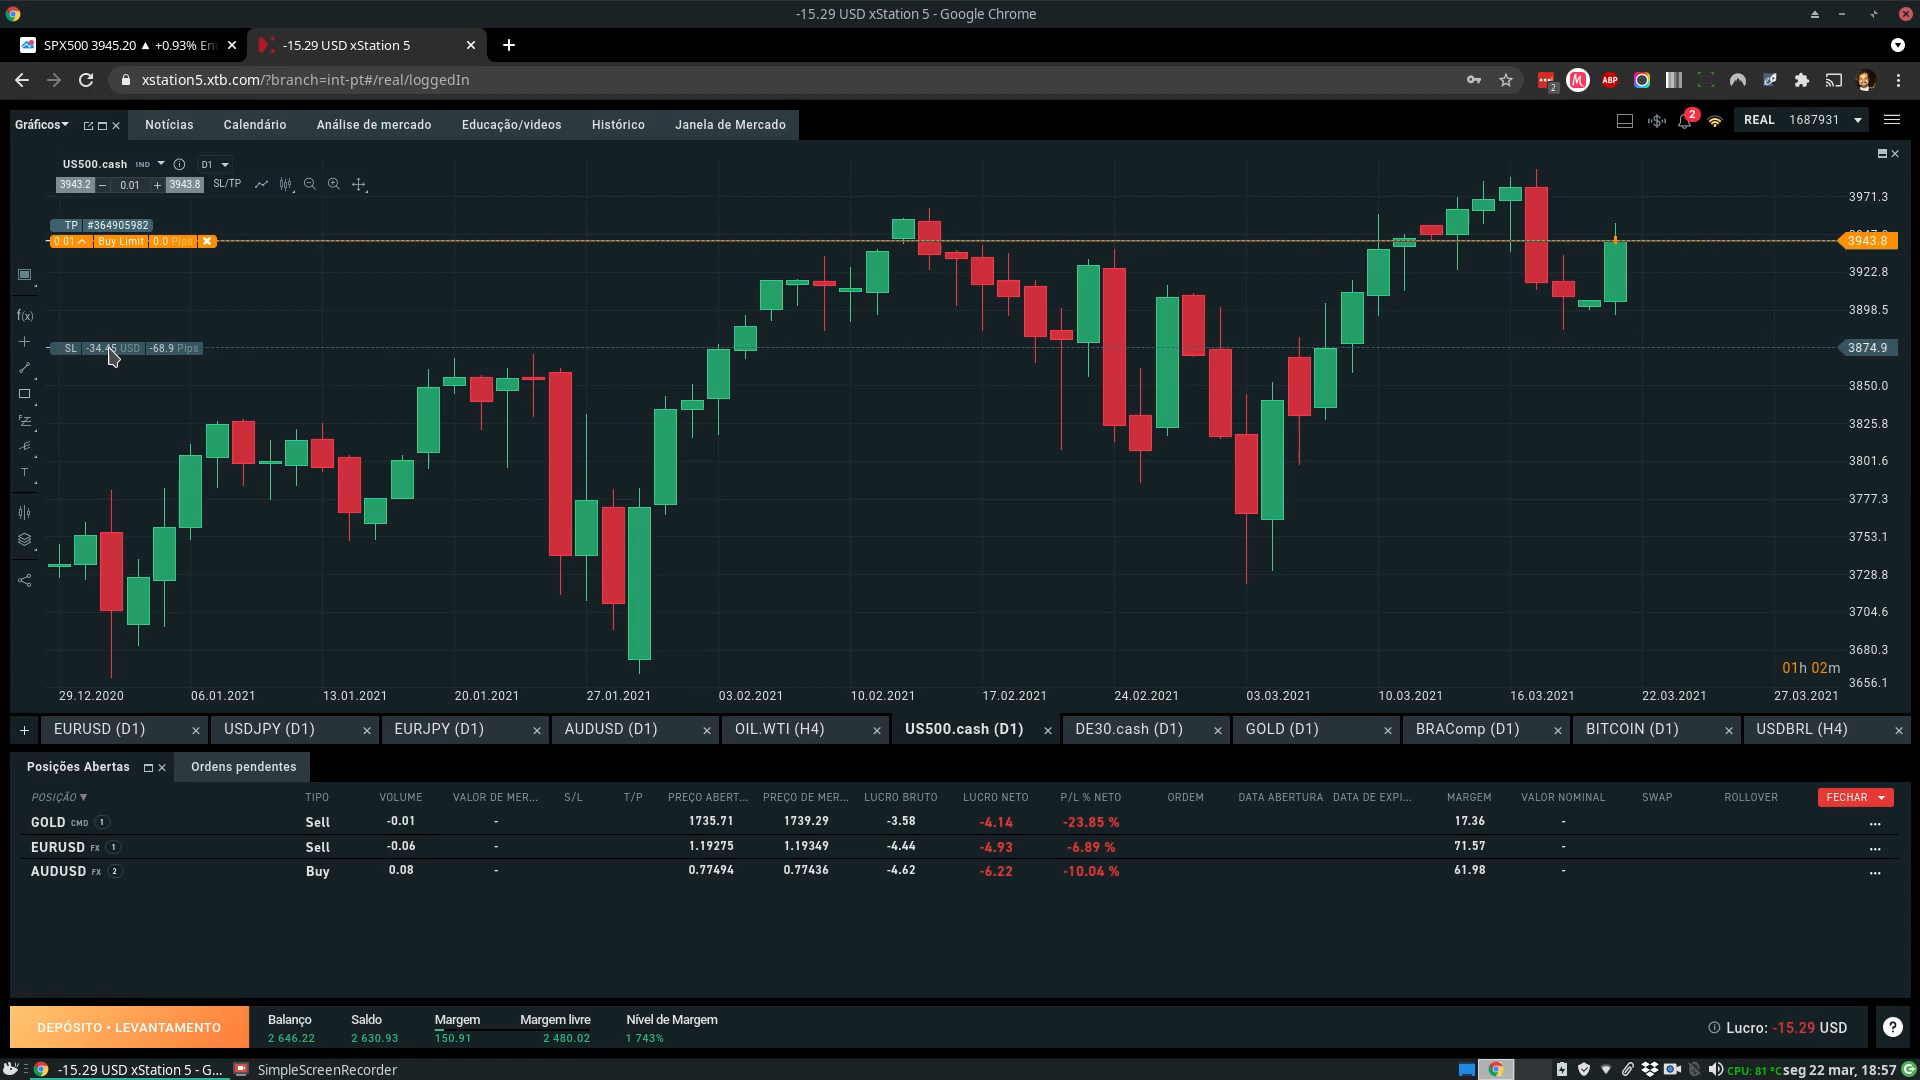 -15.29 USD xStation 5 - Google Chrome
SPX500 3945.20 ▲ +0.93% En
-15.29 USD xStation 5
xstation5.xtb.com/?branch=int-pt#/real/loggedIn
2
M
ABP
Gráficos
Notícias
Calendário
Análise de mercado
Educação/videos
Histórico
Janela de Mercado
2
REAL 1687931
US500.cash IND
D1
3943.2 − 0.01 + 3943.8 SL/TP
TP #364905982
0.01 Buy Limit 0.0 Pips
SL -34.45 USD -68.9 Pips
f(x)
T
3971.3
3943.8
3922.8
3898.5
3874.9
3850.0
3825.8
3801.6
3777.3
3753.1
3728.8
3704.6
3680.3
3656.1
01h 02m
29.12.2020 06.01.2021 13.01.2021 20.01.2021 27.01.2021 03.02.2021 10.02.2021 17.02.2021 24.02.2021 03.03.2021 10.03.2021 16.03.2021 22.03.2021 27.03.2021
+ EURUSD (D1) USDJPY (D1) EURJPY (D1) AUDUSD (D1) OIL.WTI (H4) US500.cash (D1) DE30.cash (D1) GOLD (D1) BRAComp (D1) BITCOIN (D1) USDBRL (H4)
Posições Abertas
Ordens pendentes
POSIÇÃO ▼ TIPO VOLUME VALOR DE MER... S/L T/P PREÇO ABERT... PREÇO DE MER... LUCRO BRUTO LUCRO NETO P/L % NETO ORDEM DATA ABERTURA DATA DE EXPI... MARGEM VALOR NOMINAL SWAP ROLLOVER FECHAR
GOLD CMD 1 Sell -0.01 - 1735.71 1739.29 -3.58 -4.14 -23.85 % 17.36 - ...
EURUSD FX 1 Sell -0.06 - 1.19275 1.19349 -4.44 -4.93 -6.89 % 71.57 - ...
AUDUSD FX 2 Buy 0.08 - 0.77494 0.77436 -4.62 -6.22 -10.04 % 61.98 - ...
DEPÓSITO • LEVANTAMENTO
Balanço Saldo Margem Margem livre Nível de Margem
2 646.22 2 630.93 150.91 2 480.02 1 743%
Lucro: -15.29 USD
?
-15.29 USD xStation 5 - G...
SimpleScreenRecorder
CPU: 81 °C
seg 22 mar, 18:57